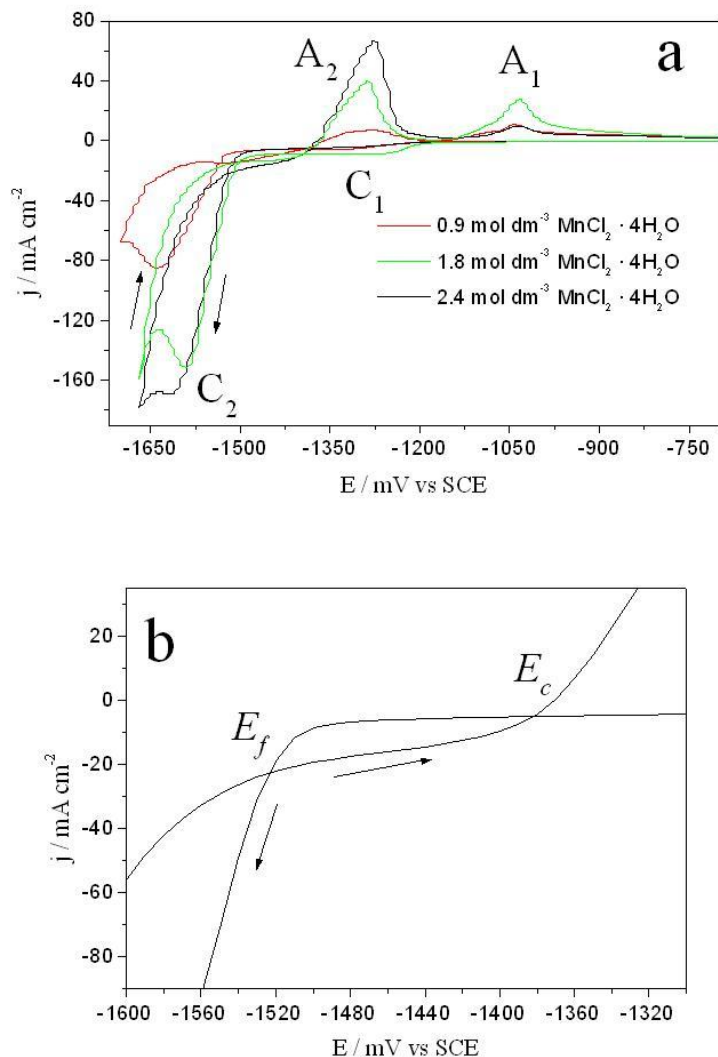 a
A₂
A₁
C₁
C₂
80
40
0
-40
-80
-120
-160
j / mA cm⁻²
0.9 mol dm⁻³ MnCl₂ · 4H₂O
1.8 mol dm⁻³ MnCl₂ · 4H₂O
2.4 mol dm⁻³ MnCl₂ · 4H₂O
-1650 -1500 -1350 -1200 -1050 -900 -750
E / mV vs SCE
b
E_c
E_f
20
0
-20
-40
-60
-80
j / mA cm⁻²
-1600 -1560 -1520 -1480 -1440 -1400 -1360 -1320
E / mV vs SCE